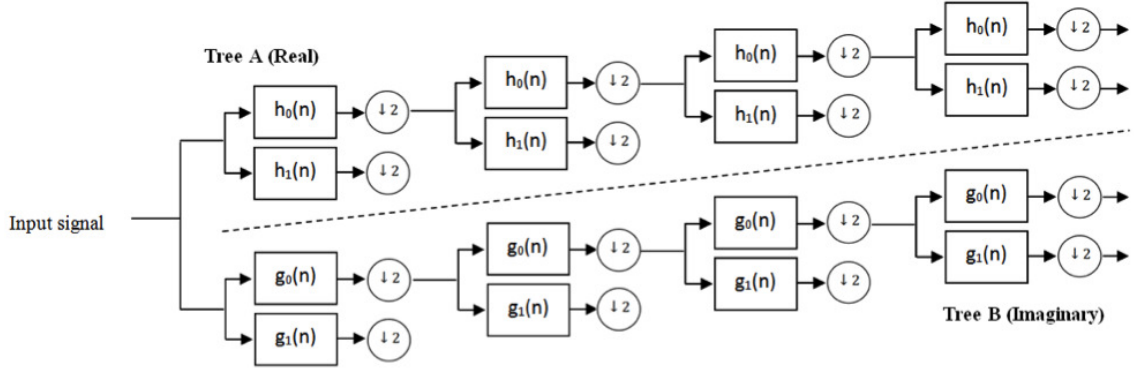 h₀(n) ↓2
Tree A (Real) h₀(n) ↓2
h₀(n) ↓2 h₁(n) ↓2
h₀(n) ↓2 h₁(n) ↓2
h₁(n) ↓2
h₁(n) ↓2
g₀(n) ↓2
Input signal g₀(n) ↓2
g₀(n) ↓2 g₁(n) ↓2
g₀(n) ↓2 g₁(n) ↓2
g₁(n) ↓2 Tree B (Imaginary)
g₁(n) ↓2